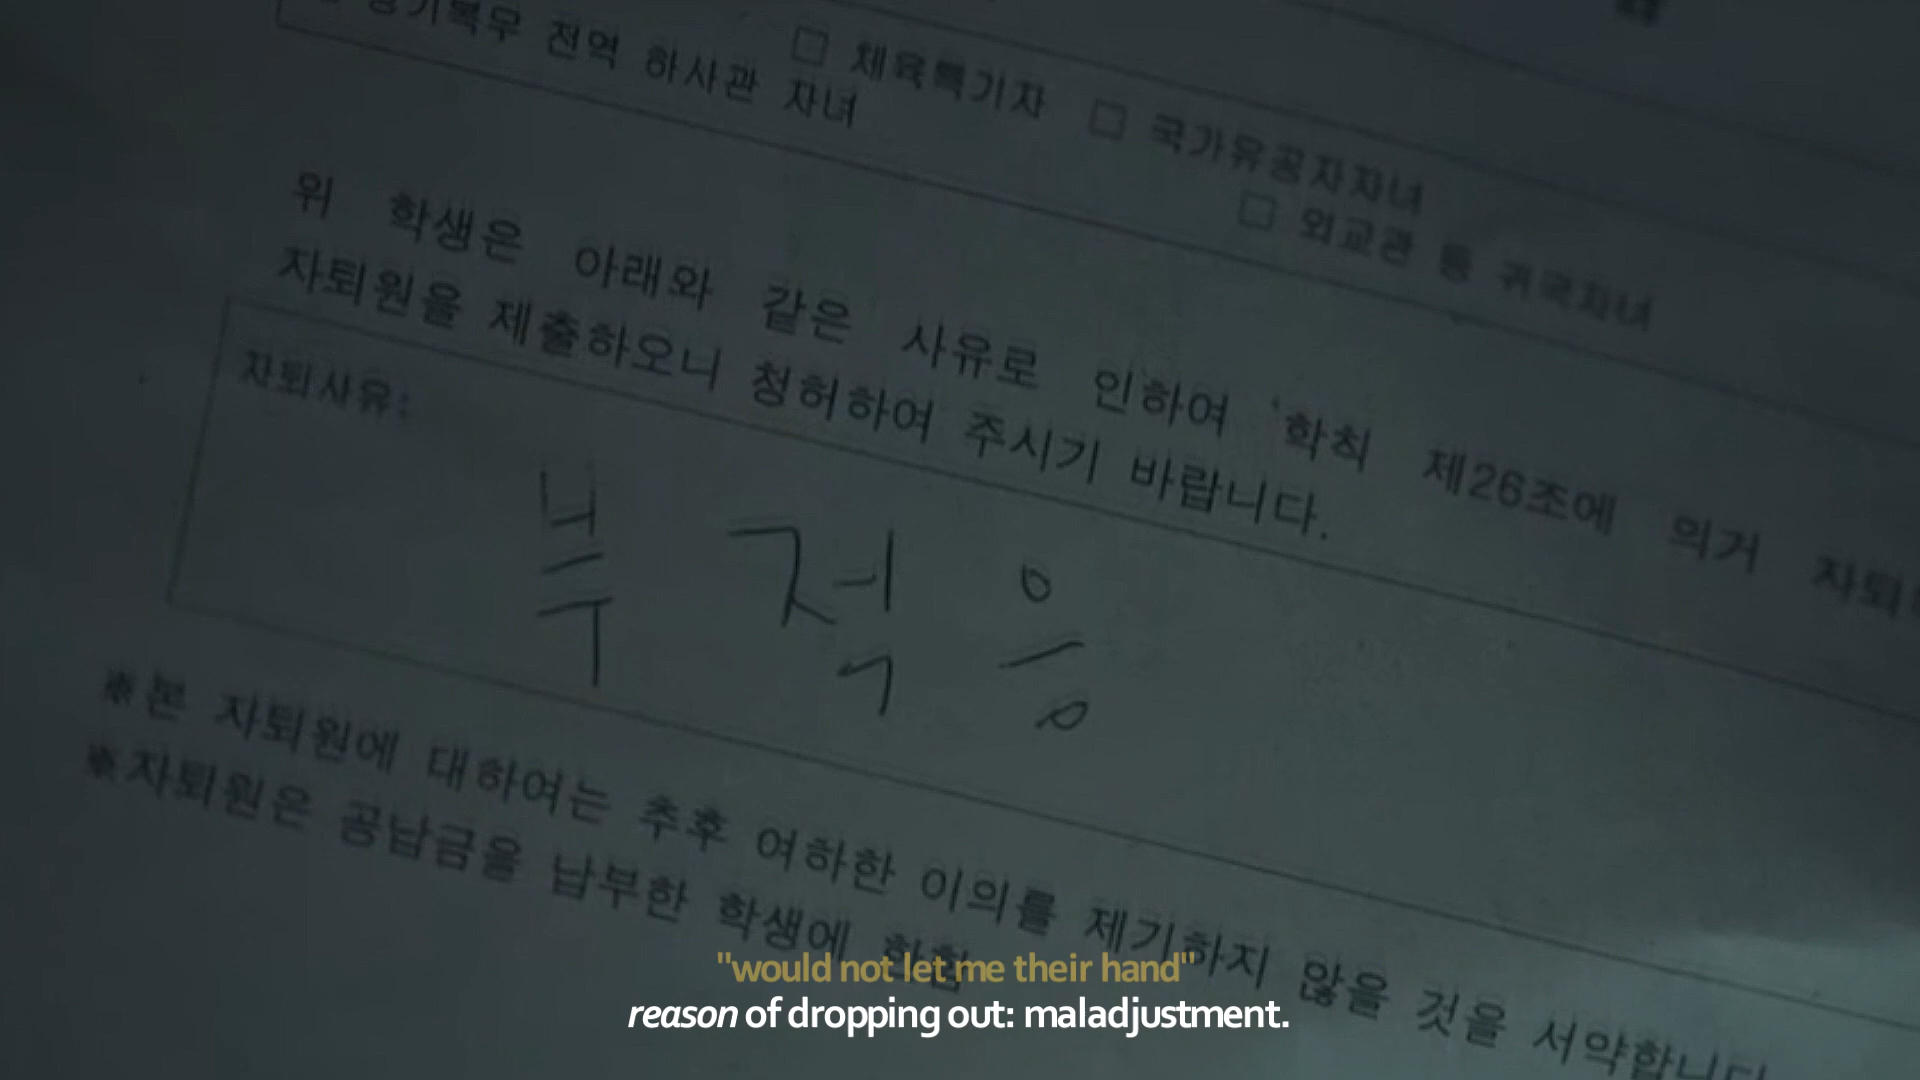 장기복무 전역 하사관 자녀
□ 체육특기자
□ 국가유공자자녀
□ 외교관 등 귀국자녀
위 학생은 아래와 같은 사유로 인하여 '학칙 제26조에 의거 자퇴
자퇴원을 제출하오니 청허하여 주시기 바랍니다.
자퇴사유:
부적응
※본 자퇴원에 대하여는 추후 여하한 이의를 제기하지 않을 것을 서약합니다
※자퇴원은 공납금을 납부한 학생에 한함
"would not let me their hand"
reason of dropping out: maladjustment.